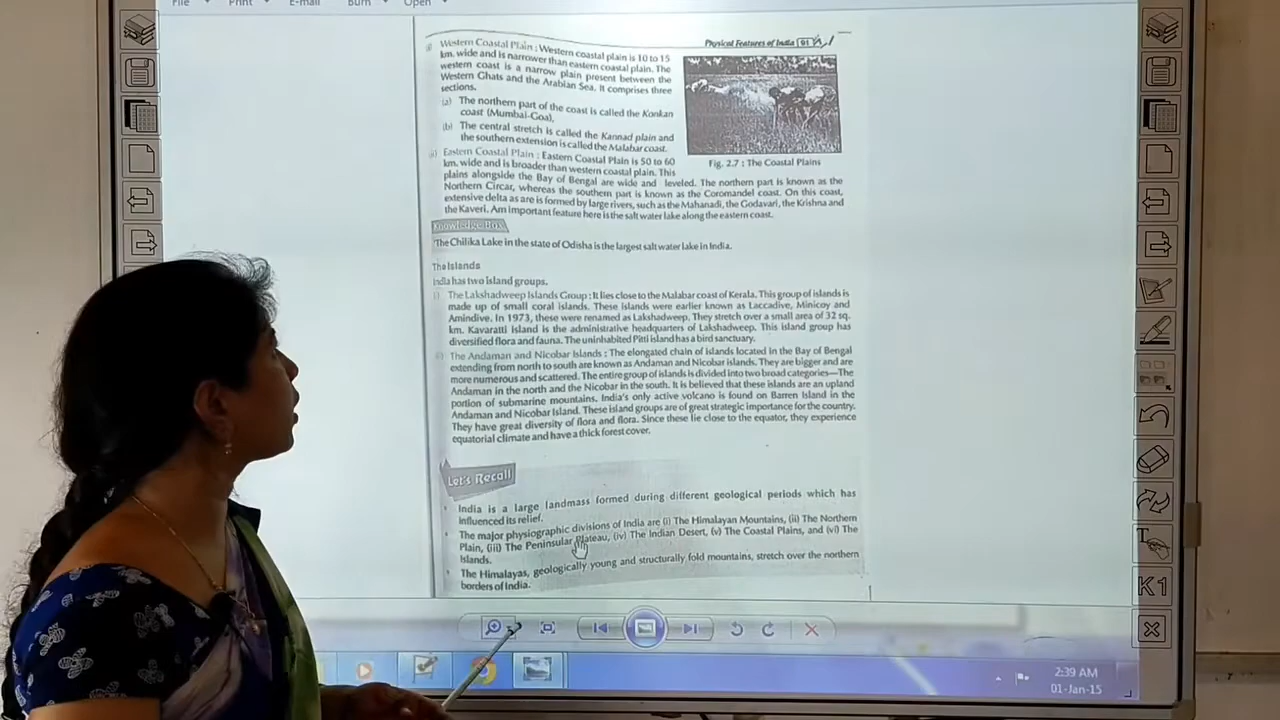 File
Print
E-mail
Burn
Open
Physical Features of India 91
i) Western Coastal Plain : Western coastal plain is 10 to 15
km. wide and is narrower than eastern coastal plain. The
western coast is a narrow plain present between the
Western Ghats and the Arabian Sea. It comprises three
sections.
(a) The northern part of the coast is called the Konkan
coast (Mumbai-Goa),
(b) The central stretch is called the Kannad plain and
the southern extension is called the Malabar coast.
ii) Eastern Coastal Plain : Eastern Coastal Plain is 50 to 60
km. wide and is broader than western coastal plain. This
plains alongside the Bay of Bengal are wide and leveled. The northern part is known as the
Northern Circar, whereas the southern part is known as the Coromandel coast. On this coast,
extensive delta as are is formed by large rivers, such as the Mahanadi, the Godavari, the Krishna and
the Kaveri. Am important feature here is the salt water lake along the eastern coast.
Fig. 2.7 : The Coastal Plains
Knowledge Box
The Chilika Lake in the state of Odisha is the largest salt water lake in India.
The Islands
India has two island groups.
i) The Lakshadweep Islands Group : It lies close to the Malabar coast of Kerala. This group of islands is
made up of small coral islands. These islands were earlier known as Laccadive, Minicoy and
Amindive. In 1973, these were renamed as Lakshadweep. They stretch over a small area of 32 sq.
km. Kavaratti island is the administrative headquarters of Lakshadweep. This island group has
diversified flora and fauna. The uninhabited Pitti island has a bird sanctuary.
ii) The Andaman and Nicobar Islands : The elongated chain of islands located in the Bay of Bengal
extending from north to south are known as Andaman and Nicobar islands. They are bigger and are
more numerous and scattered. The entire group of islands is divided into two broad categories—The
Andaman in the north and the Nicobar in the south. It is believed that these islands are an upland
portion of submarine mountains. India's only active volcano is found on Barren Island in the
Andaman and Nicobar Island. These island groups are of great strategic importance for the country.
They have great diversity of flora and flora. Since these lie close to the equator, they experience
equatorial climate and have a thick forest cover.
Let's Recall
India is a large landmass formed during different geological periods which has
influenced its relief.
The major physiographic divisions of India are (i) The Himalayan Mountains, (ii) The Northern
Plain, (iii) The Peninsular Plateau, (iv) The Indian Desert, (v) The Coastal Plains, and (vi) The
Islands.
The Himalayas, geologically young and structurally fold mountains, stretch over the northern
borders of India.
K1
2:39 AM
01-Jan-15